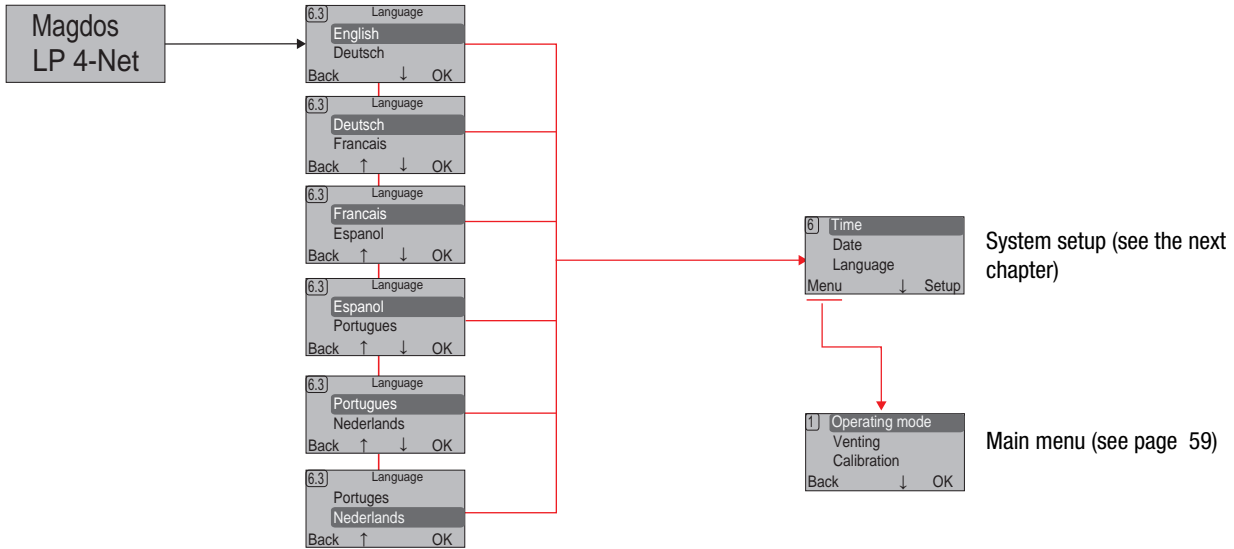 Magdos
LP 4-Net
6.3 Language
English
Deutsch
Back ↓ OK
6.3 Language
Deutsch
Francais
Back ↑ ↓ OK
6.3 Language
Francais
Espanol
Back ↑ ↓ OK
6.3 Language
Espanol
Portugues
Back ↑ ↓ OK
6.3 Language
Portugues
Nederlands
Back ↑ ↓ OK
6.3 Language
Portuges
Nederlands
Back ↑ OK
6 Time
Date
Language
Menu ↓ Setup
System setup (see the next
chapter)
1 Operating mode
Venting
Calibration
Back ↓ OK
Main menu (see page 59)